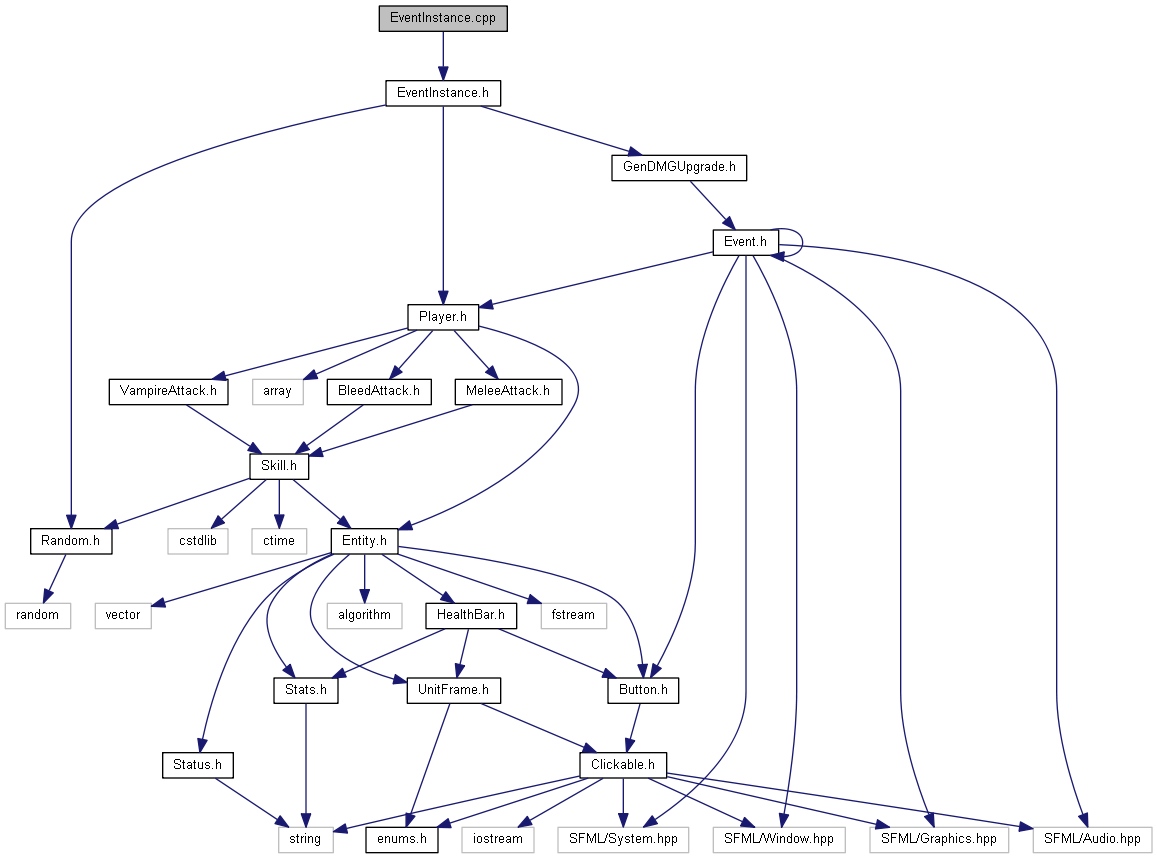 EventInstance.cpp
EventInstance.h
GenDMGUpgrade.h
Event.h
Player.h
VampireAttack.h
array
BleedAttack.h
MeleeAttack.h
Skill.h
Random.h
cstdlib
ctime
Entity.h
random
vector
algorithm
HealthBar.h
fstream
Stats.h
UnitFrame.h
Button.h
Status.h
Clickable.h
string
enums.h
iostream
SFML/System.hpp
SFML/Window.hpp
SFML/Graphics.hpp
SFML/Audio.hpp